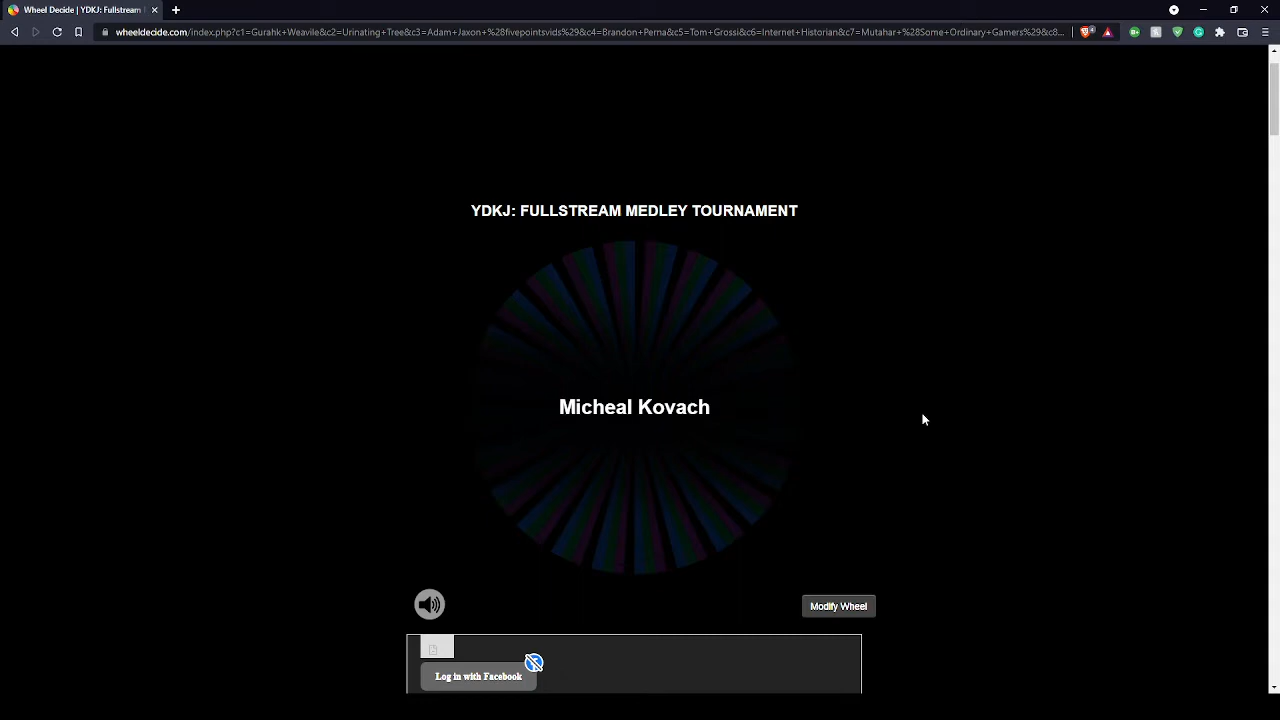 Wheel Decide | YDKJ: Fullstream
wheeldecide.com/index.php?c1=Gurahk+Weavile&c2=Urinating+Tree&c3=Adam+Jaxon+%28fivepointsvids%29&c4=Brandon+Perna&c5=Tom+Grossi&c6=Internet+Historian&c7=Mutahar+%28Some+Ordinary+Gamers%29&c8...
YDKJ: FULLSTREAM MEDLEY TOURNAMENT
Micheal Kovach
Modify Wheel
Log in with Facebook